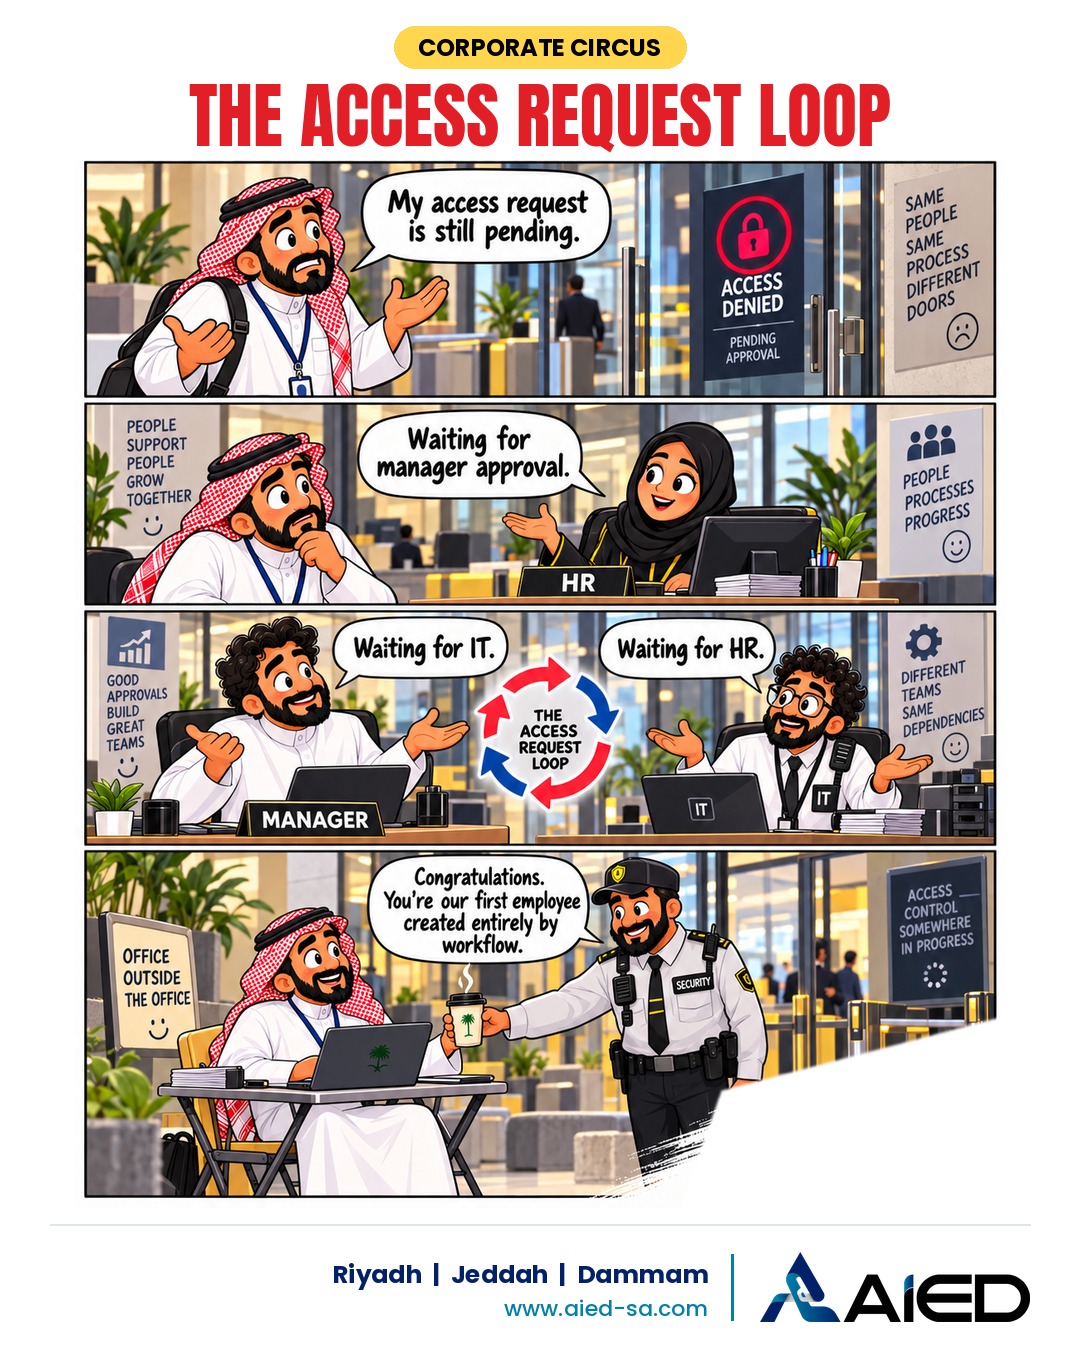 CORPORATE CIRCUS
THE ACCESS REQUEST LOOP
My access request
is still pending.
ACCESS
DENIED
PENDING
APPROVAL
SAME
PEOPLE
SAME
PROCESS
DIFFERENT
DOORS
PEOPLE
SUPPORT
PEOPLE
GROW
TOGETHER
Waiting for
manager approval.
HR
PEOPLE
PROCESSES
PROGRESS
GOOD
APPROVALS
BUILD
GREAT
TEAMS
Waiting for IT.
MANAGER
THE
ACCESS
REQUEST
LOOP
Waiting for HR.
IT
IT
DIFFERENT
TEAMS
SAME
DEPENDENCIES
OFFICE
OUTSIDE
THE OFFICE
Congratulations.
You're our first employee
created entirely by
workflow.
SECURITY
ACCESS
CONTROL
SOMEWHERE
IN PROGRESS
Riyadh | Jeddah | Dammam
www.aied-sa.com
AiED